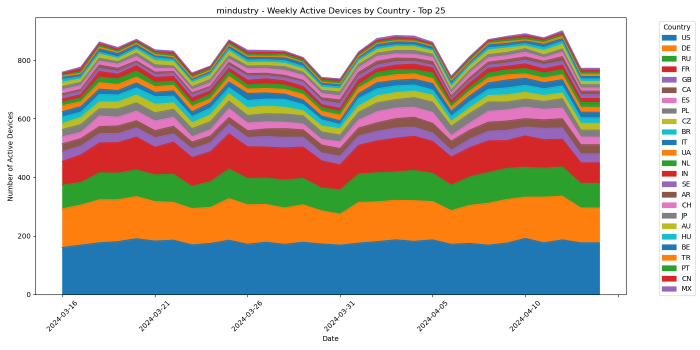 mindustry - Weekly Active Devices by Country - Top 25
Number of Active Devices
800
600
400
200
0
2024-03-16
2024-03-21
2024-03-26
2024-03-31
2024-04-05
2024-04-10
Date
Country
US
DE
RU
FR
GB
CA
ES
PL
CZ
BR
IT
UA
NL
IN
SE
AR
CH
JP
AU
HU
BE
TR
PT
CN
MX